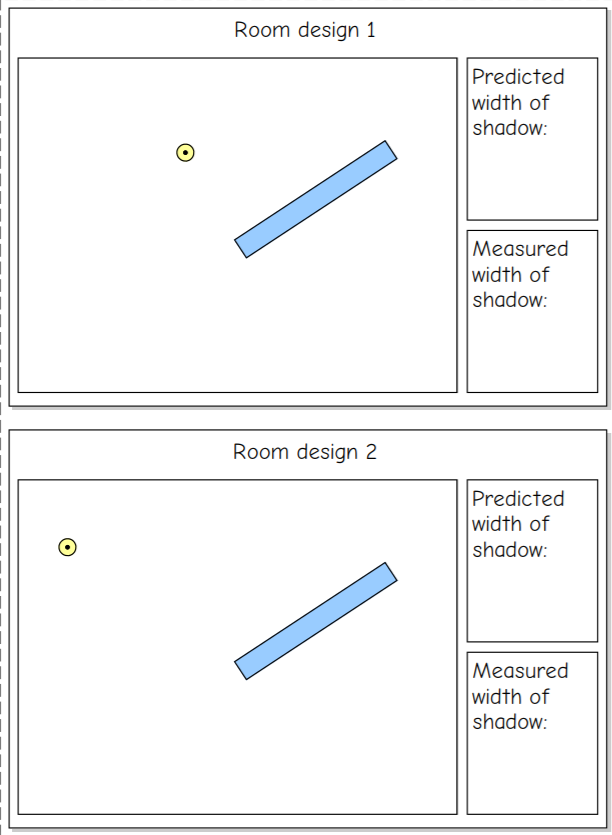 Room design 1
Predicted
width of
shadow:
Measured
width of
shadow:
Room design 2
Predicted
width of
shadow:
Measured
width of
shadow: